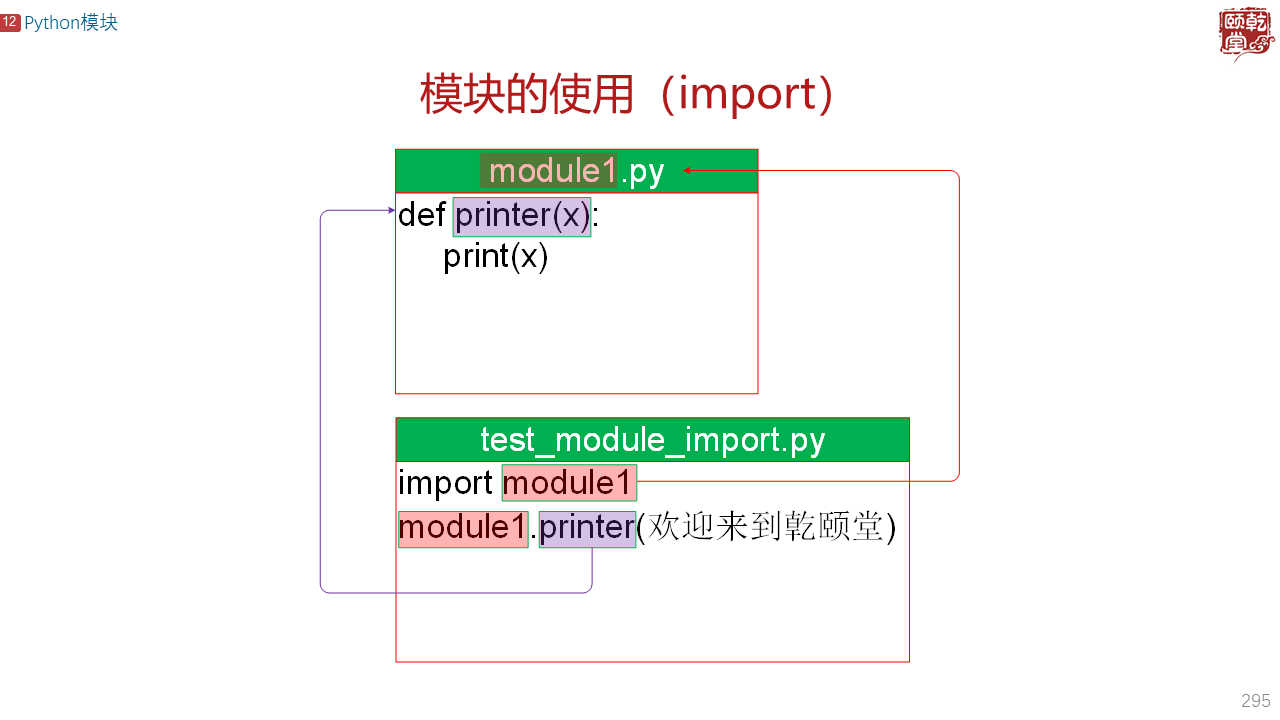 12 Python模块
乾颐堂
模块的使用（import）
module1.py
def printer(x):
print(x)
test_module_import.py
import module1
module1.printer(欢迎来到乾颐堂)
295